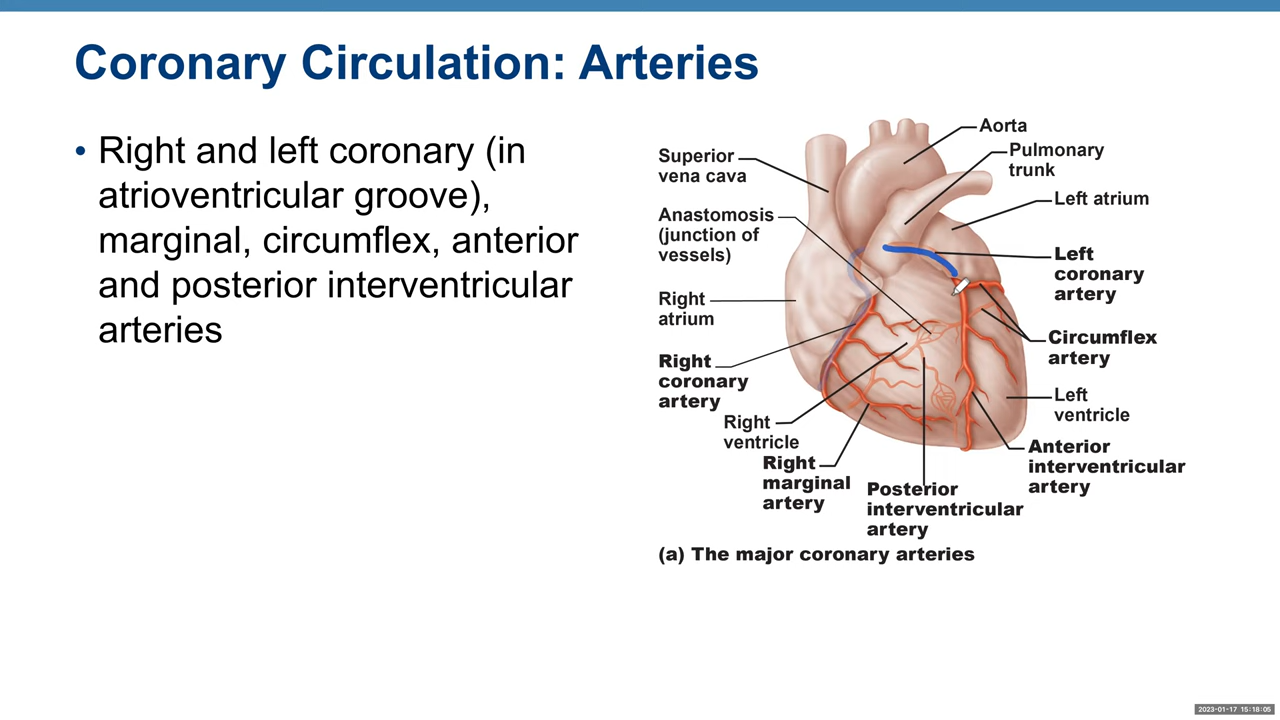 Coronary Circulation: Arteries
• Right and left coronary (in
atrioventricular groove),
marginal, circumflex, anterior
and posterior interventricular
arteries
Aorta
Pulmonary
trunk
Left atrium
Left
coronary
artery
Circumflex
artery
Left
ventricle
Anterior
interventricular
artery
Superior
vena cava
Anastomosis
(junction of
vessels)
Right
atrium
Right
coronary
artery
Right
ventricle
Right
marginal
artery
Posterior
interventricular
artery
(a) The major coronary arteries
2023-01-17 15:18:05